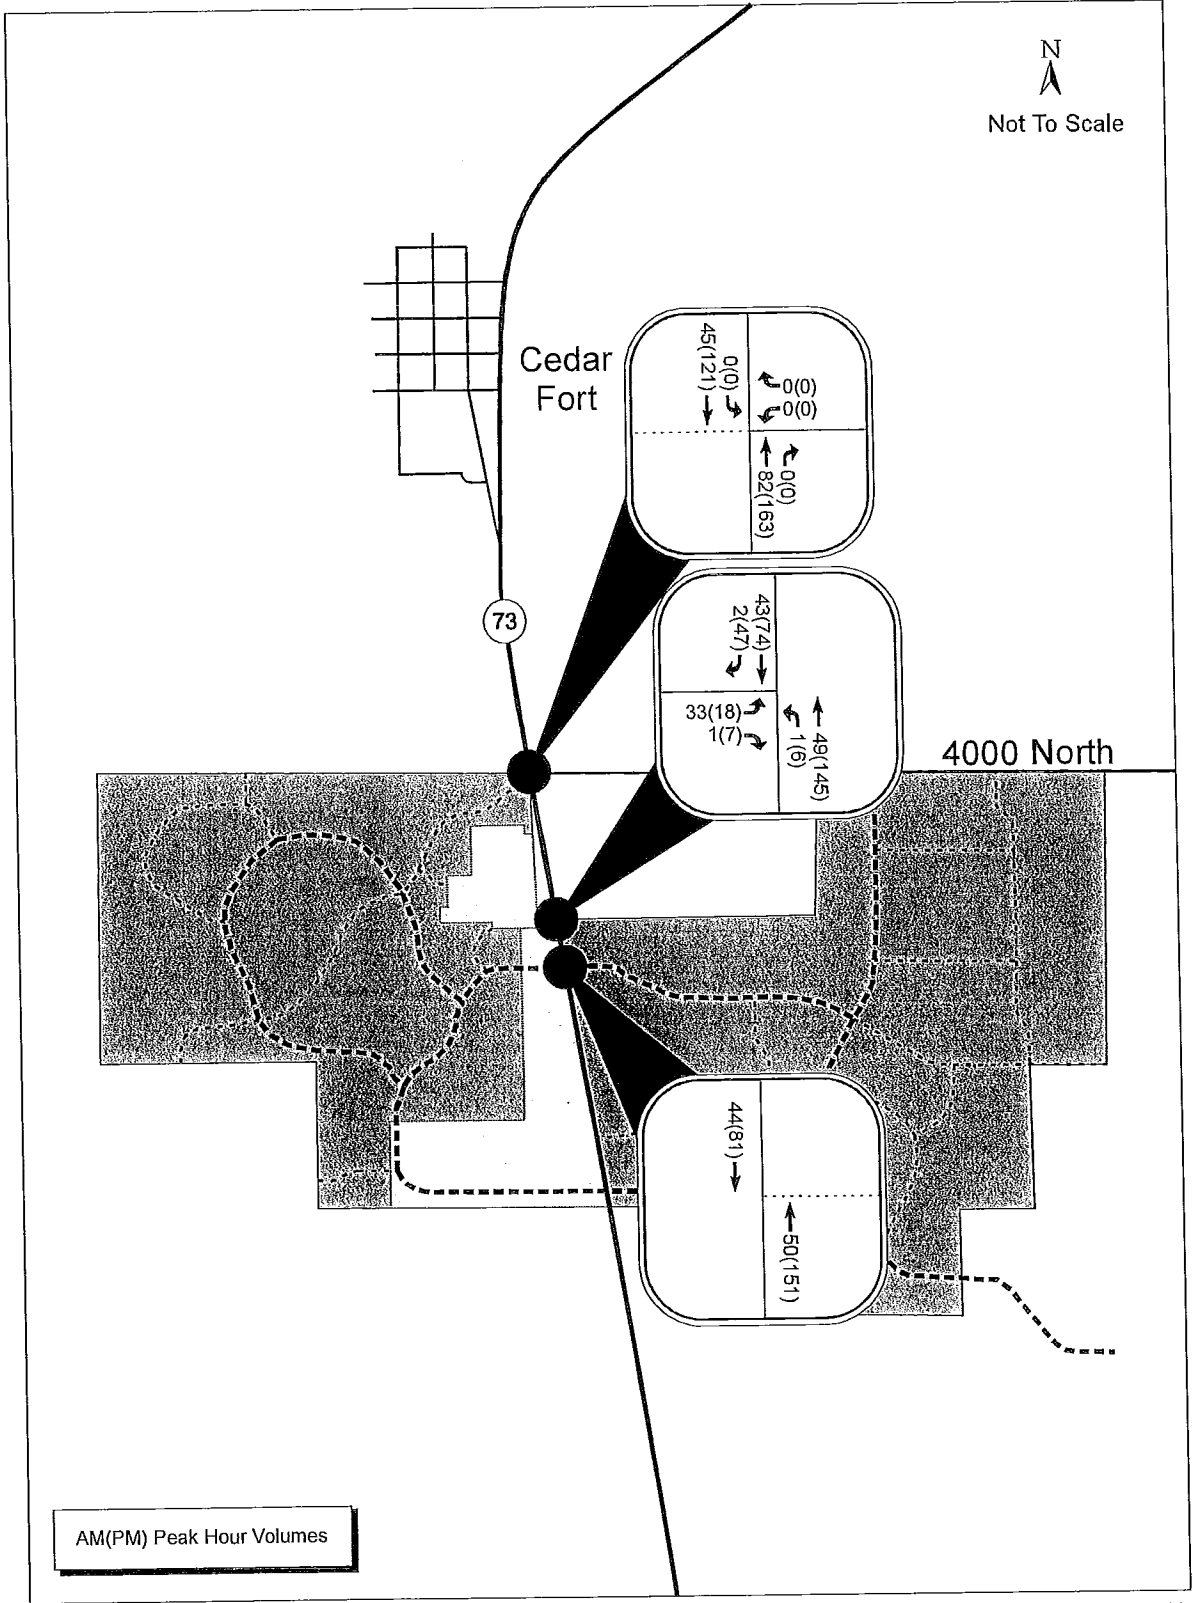 N
Not To Scale
Cedar
Fort
45(121)
0(0)
0(0)
0(0)
0(0)
82(163)
73
43(74)
2(47)
33(18)
1(7)
49(145)
1(6)
4000 North
44(81)
50(151)
AM(PM) Peak Hour Volumes